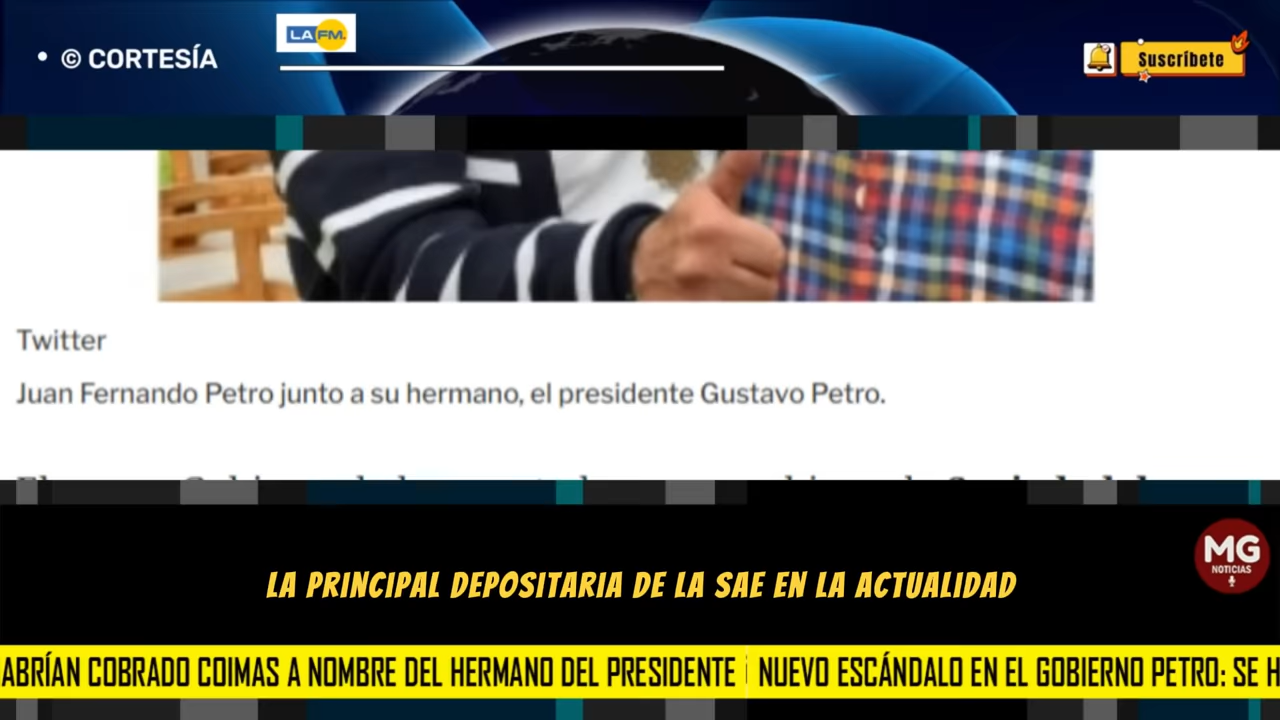 • © CORTESÍA
LA FM.
Suscríbete
Twitter
Juan Fernando Petro junto a su hermano, el presidente Gustavo Petro.
MG
NOTICIAS
LA PRINCIPAL DEPOSITARIA DE LA SAE EN LA ACTUALIDAD
ABRÍAN COBRADO COIMAS A NOMBRE DEL HERMANO DEL PRESIDENTE NUEVO ESCÁNDALO EN EL GOBIERNO PETRO: SE H